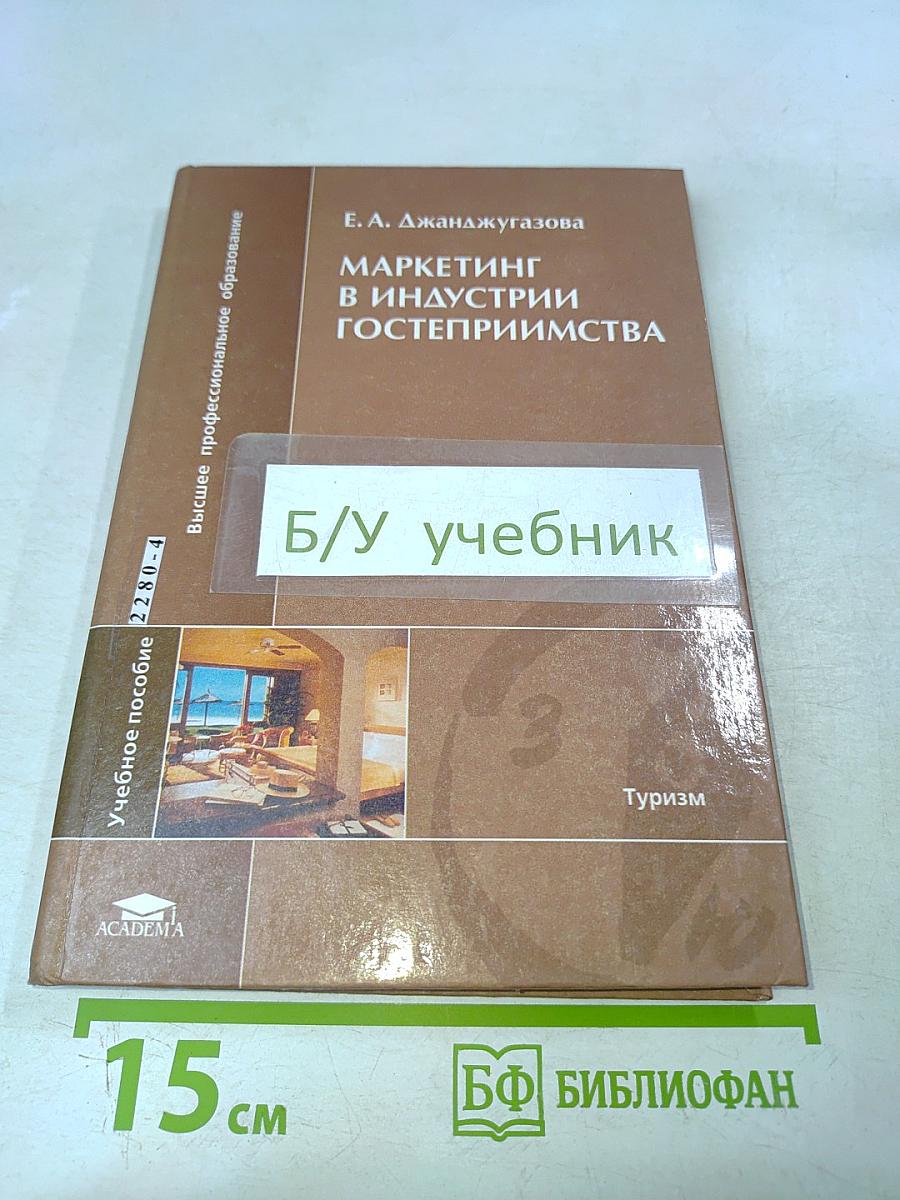 Е. А. Джанджугазова
МАРКЕТИНГ
В ИНДУСТРИИ
ГОСТЕПРИИМСТВА
Высшее профессиональное образование
Б/У учебник
2280-4
Учебное пособие
Туризм
ACADEMA
15 см
БФ БИБЛИОФАН